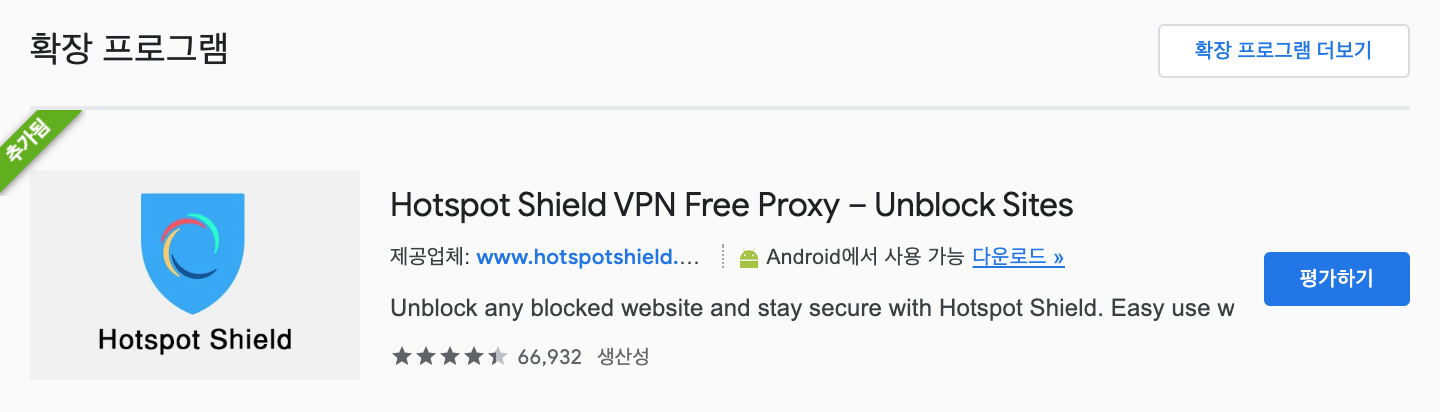 확장 프로그램
확장 프로그램 더보기
추가됨
Hotspot Shield
Hotspot Shield VPN Free Proxy – Unblock Sites
제공업체: www.hotspotshield.... Android에서 사용 가능 다운로드 »
Unblock any blocked website and stay secure with Hotspot Shield. Easy use w
66,932 생산성
평가하기